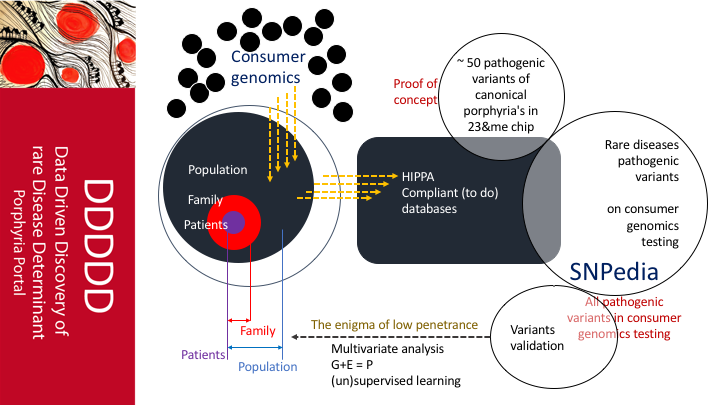 DDDDD
Data Driven Discovery of
rare Disease Determinant
Porphyria Portal
Consumer
genomics
Proof of
concept
~ 50 pathogenic
variants of
canonical
porphyria's in
23&me chip
Population
Family
Patients
HIPPA
Compliant (to do)
databases
Rare diseases
pathogenic
variants
on consumer
genomics
testing
SNPedia
All pathogenic
variants in consumer
genomics testing
Variants
validation
The enigma of low penetrance
Multivariate analysis
G+E = P
(un)supervised learning
Family
Patients
Population